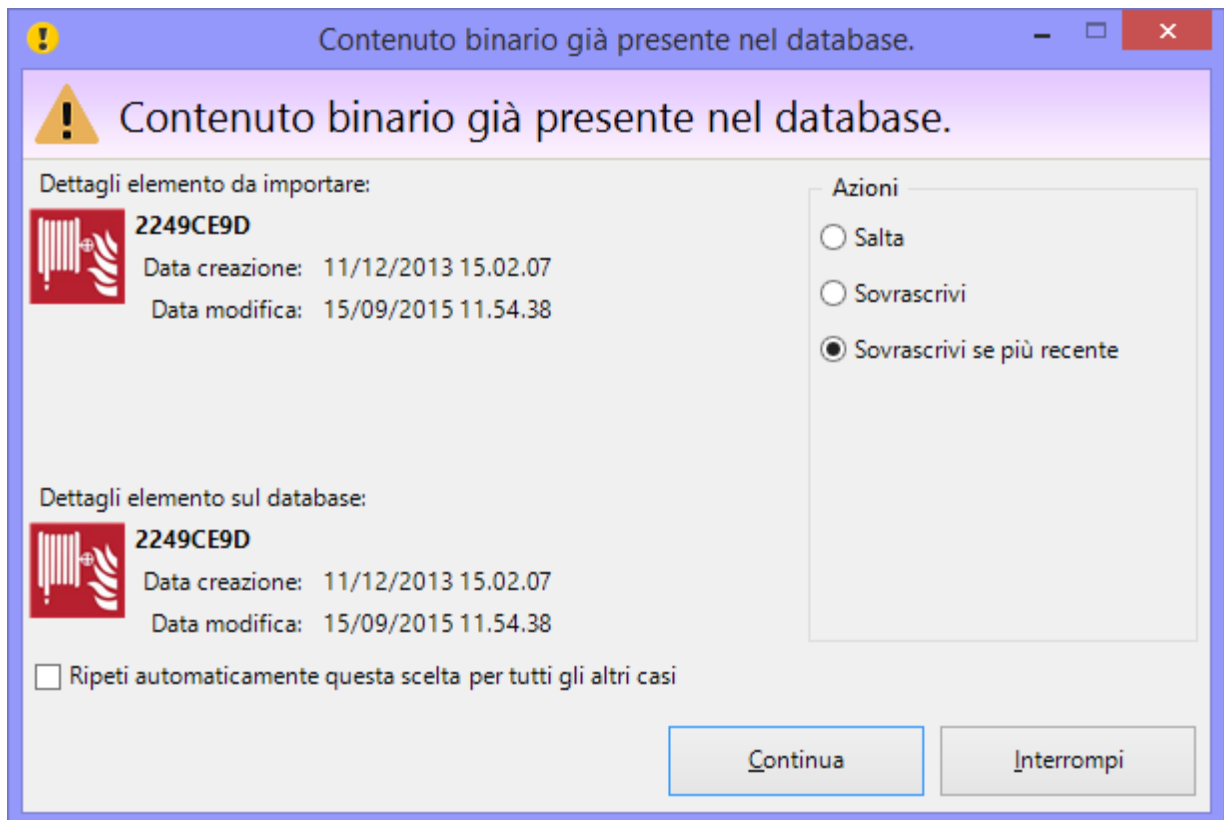 Contenuto binario già presente nel database.
Contenuto binario già presente nel database.
Dettagli elemento da importare:
2249CE9D
Data creazione: 11/12/2013 15.02.07
Data modifica: 15/09/2015 11.54.38
Azioni
Salta
Sovrascrivi
Sovrascrivi se più recente
Dettagli elemento sul database:
2249CE9D
Data creazione: 11/12/2013 15.02.07
Data modifica: 15/09/2015 11.54.38
Ripeti automaticamente questa scelta per tutti gli altri casi
Continua
Interrompi